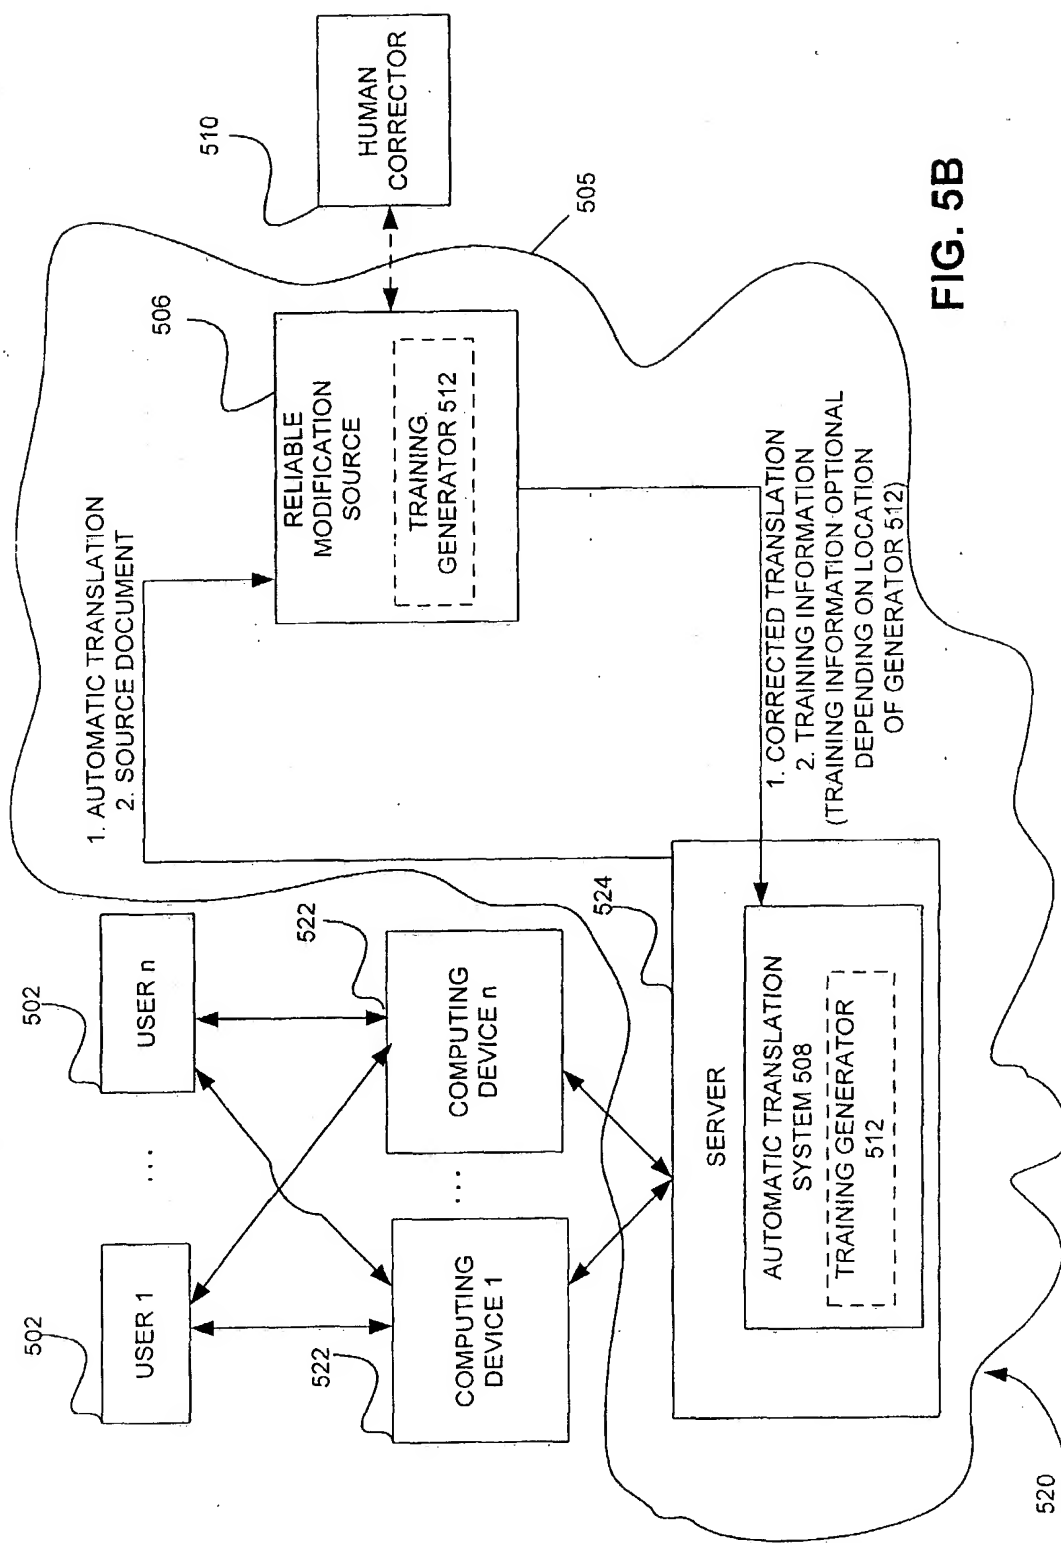 502
502
USER 1
...
USER n
522
522
COMPUTING
DEVICE 1
...
COMPUTING
DEVICE n
1. AUTOMATIC TRANSLATION
2. SOURCE DOCUMENT
506
510
RELIABLE
MODIFICATION
SOURCE
TRAINING
GENERATOR 512
HUMAN
CORRECTOR
505
524
SERVER
AUTOMATIC TRANSLATION
SYSTEM 508
TRAINING GENERATOR
512
1. CORRECTED TRANSLATION
2. TRAINING INFORMATION
(TRAINING INFORMATION OPTIONAL
DEPENDING ON LOCATION
OF GENERATOR 512)
520
FIG. 5B